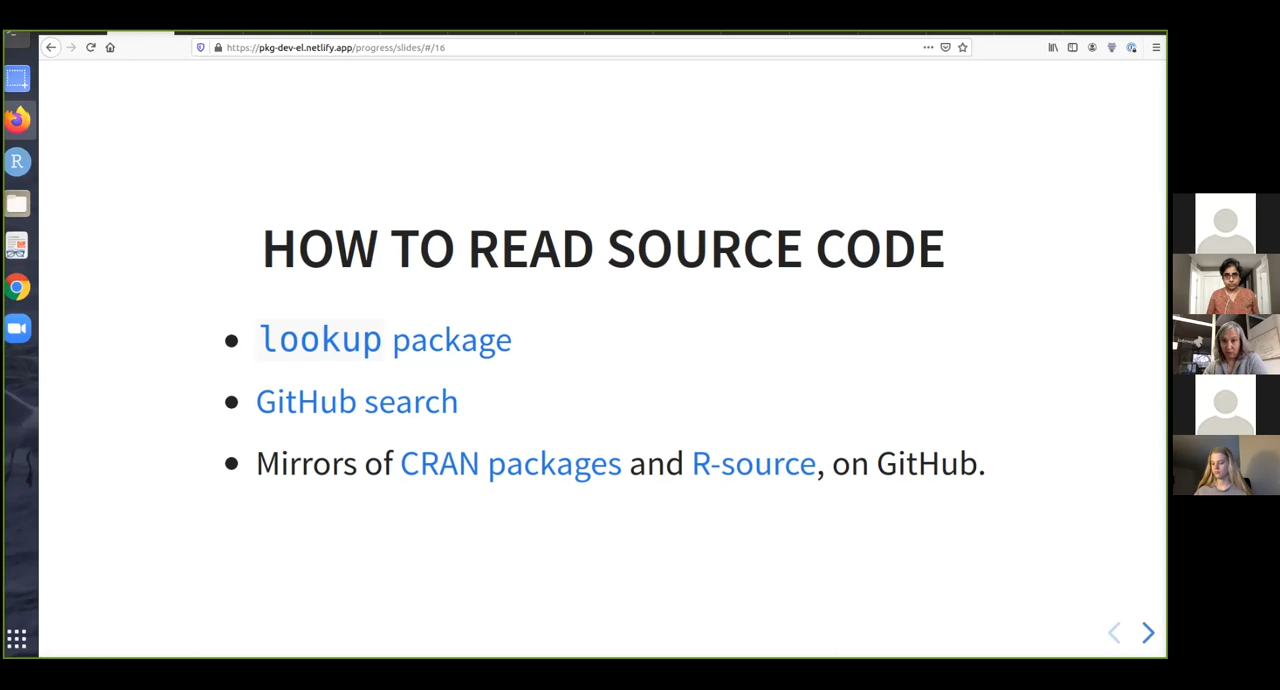 https://pkg-dev-el.netlify.app/progress/slides/#/16
R
HOW TO READ SOURCE CODE
lookup package
GitHub search
Mirrors of CRAN packages and R-source, on GitHub.